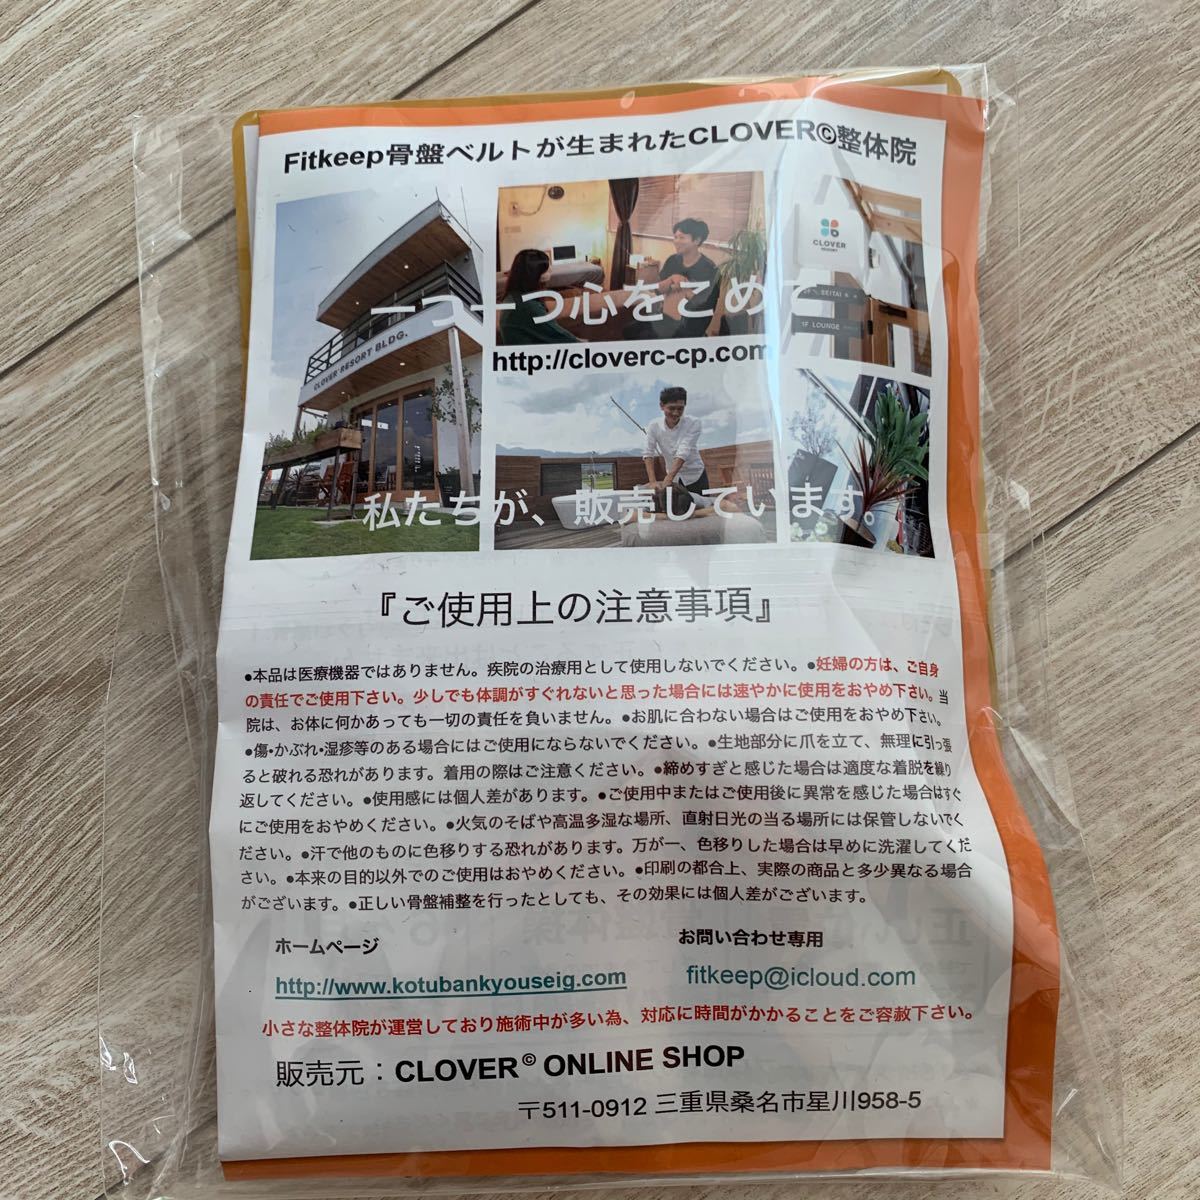 Fitkeep骨盤ベルトが生まれたCLOVER©整体院
CLOVER
RESORT
SEITAI
1F LOUNGE
CLOVER RESORT BLDG.
一つ一つ心をこめて
http://cloverc-cp.com
私たちが、販売しています。
『ご使用上の注意事項』
●本品は医療機器ではありません。疾院の治療用として使用しないでください。●妊婦の方は、ご自身
の責任でご使用下さい。少しでも体調がすぐれないと思った場合には速やかに使用をおやめ下さい。当
院は、お体に何かあっても一切の責任を負いません。●お肌に合わない場合はご使用をおやめ下さい。
●傷・かぶれ・湿疹等のある場合にはご使用にならないでください。●生地部分に爪を立て、無理に引っ張
ると破れる恐れがあります。着用の際はご注意ください。●締めすぎと感じた場合は適度な着脱を繰り
返してください。●使用感には個人差があります。●ご使用中またはご使用後に異常を感じた場合はすぐ
にご使用をおやめください。●火気のそばや高温多湿な場所、直射日光の当る場所には保管しないでく
ださい。●汗で他のものに色移りする恐れがあります。万が一、色移りした場合は早めに洗濯してくだ
さい。●本来の目的以外でのご使用はおやめください。●印刷の都合上、実際の商品と多少異なる場合
がございます。●正しい骨盤補整を行ったとしても、その効果には個人差がございます。
ホームページ
お問い合わせ専用
http://www.kotubankyouseig.com
fitkeep@icloud.com
小さな整体院が運営しており施術中が多い為、対応に時間がかかることをご容赦下さい。
販売元：CLOVER© ONLINE SHOP
〒511-0912 三重県桑名市星川958-5